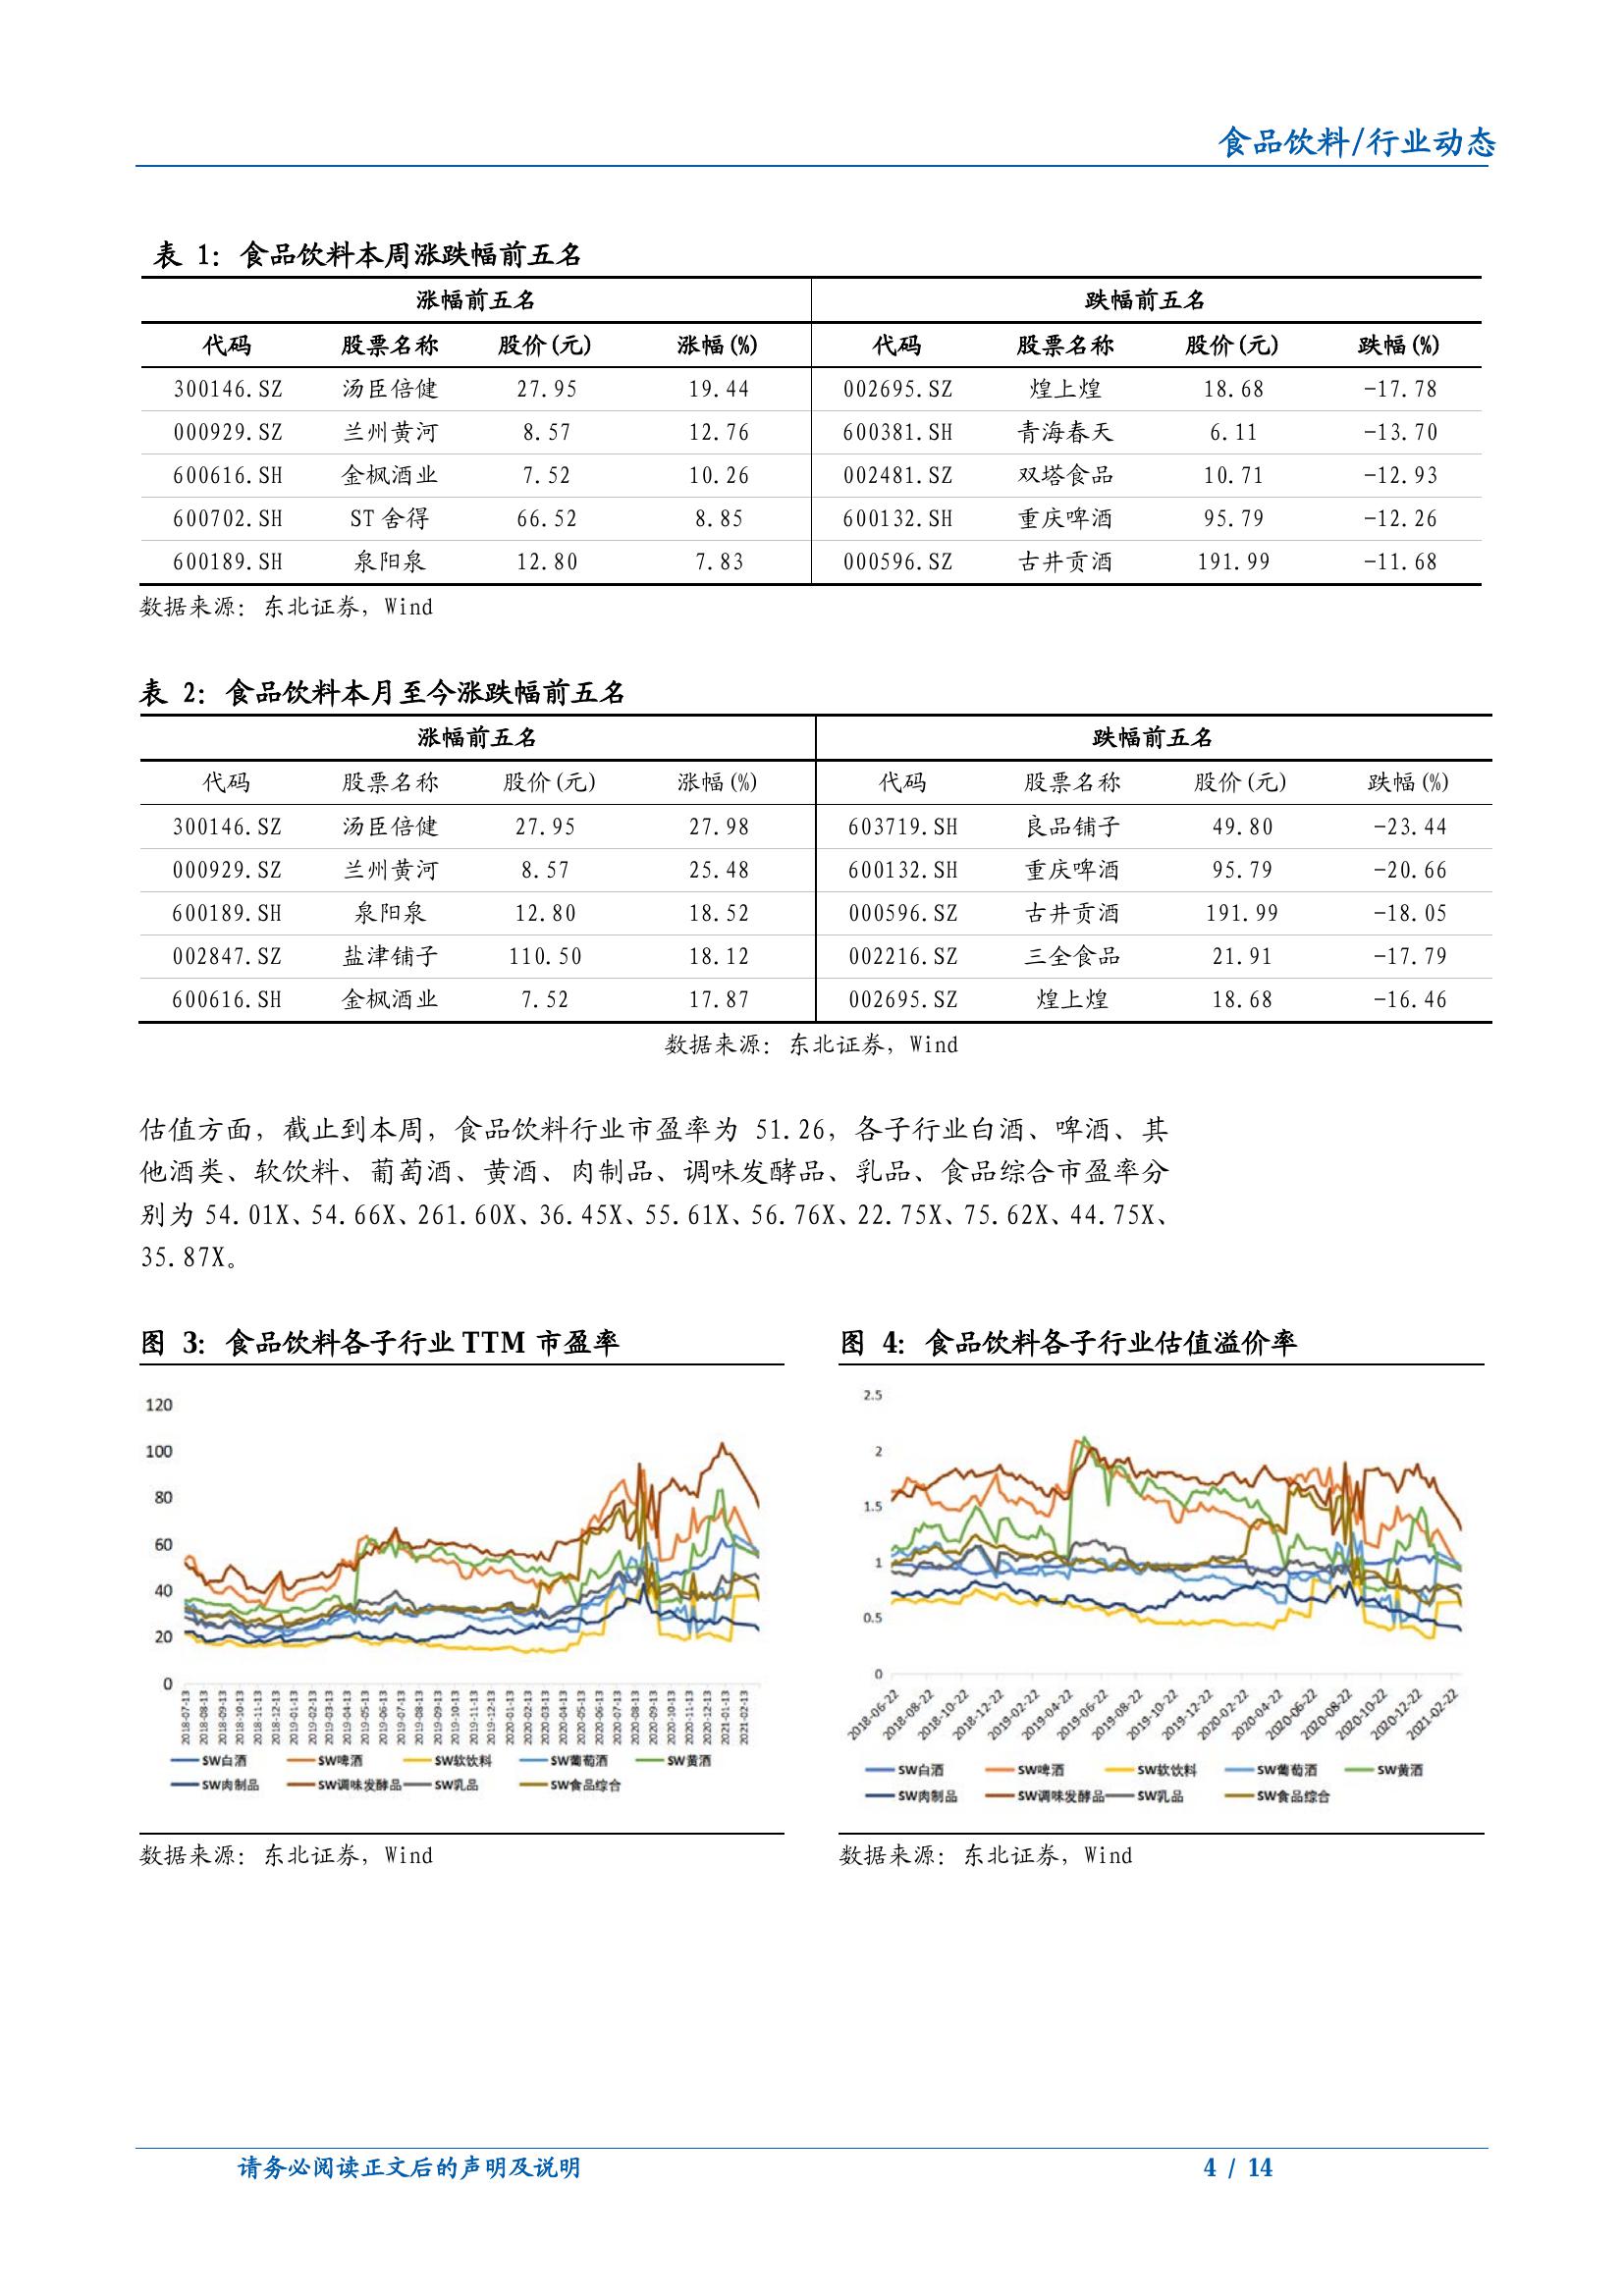 食品饮料/行业动态
表 1：食品饮料本周涨跌幅前五名
涨幅前五名 跌幅前五名
代码 股票名称 股价(元) 涨幅(%) 代码 股票名称 股价(元) 跌幅(%)
300146.SZ 汤臣倍健 27.95 19.44 002695.SZ 煌上煌 18.68 -17.78
000929.SZ 兰州黄河 8.57 12.76 600381.SH 青海春天 6.11 -13.70
600616.SH 金枫酒业 7.52 10.26 002481.SZ 双塔食品 10.71 -12.93
600702.SH ST 舍得 66.52 8.85 600132.SH 重庆啤酒 95.79 -12.26
600189.SH 泉阳泉 12.80 7.83 000596.SZ 古井贡酒 191.99 -11.68
数据来源：东北证券，Wind
表 2：食品饮料本月至今涨跌幅前五名
涨幅前五名 跌幅前五名
代码 股票名称 股价(元) 涨幅(%) 代码 股票名称 股价(元) 跌幅(%)
300146.SZ 汤臣倍健 27.95 27.98 603719.SH 良品铺子 49.80 -23.44
000929.SZ 兰州黄河 8.57 25.48 600132.SH 重庆啤酒 95.79 -20.66
600189.SH 泉阳泉 12.80 18.52 000596.SZ 古井贡酒 191.99 -18.05
002847.SZ 盐津铺子 110.50 18.12 002216.SZ 三全食品 21.91 -17.79
600616.SH 金枫酒业 7.52 17.87 002695.SZ 煌上煌 18.68 -16.46
数据来源：东北证券，Wind
估值方面，截止到本周，食品饮料行业市盈率为 51.26，各子行业白酒、啤酒、其
他酒类、软饮料、葡萄酒、黄酒、肉制品、调味发酵品、乳品、食品综合市盈率分
别为 54.01X、54.66X、261.60X、36.45X、55.61X、56.76X、22.75X、75.62X、44.75X、
35.87X。
图 3：食品饮料各子行业 TTM 市盈率
120
100
80
60
40
20
0
2018-07-13 2018-08-13 2018-09-13 2018-10-13 2018-11-13 2018-12-13 2019-01-13 2019-02-13 2019-03-13 2019-04-13 2019-05-13 2019-06-13 2019-07-13 2019-08-13 2019-09-13 2019-10-13 2019-11-13 2019-12-13 2020-01-13 2020-02-13 2020-03-13 2020-04-13 2020-05-13 2020-06-13 2020-07-13 2020-08-13 2020-09-13 2020-10-13 2020-11-13 2020-12-13 2021-01-13 2021-02-13
SW白酒 SW啤酒 SW软饮料 SW葡萄酒 SW黄酒
SW肉制品 SW调味发酵品 SW乳品 SW食品综合
数据来源：东北证券，Wind
图 4：食品饮料各子行业估值溢价率
2.5
2
1.5
1
0.5
0
2018-06-22 2018-08-22 2018-10-22 2018-12-22 2019-02-22 2019-04-22 2019-06-22 2019-08-22 2019-10-22 2019-12-22 2020-02-22 2020-04-22 2020-06-22 2020-08-22 2020-10-22 2020-12-22 2021-02-22
SW白酒 SW啤酒 SW软饮料 SW葡萄酒 SW黄酒
SW肉制品 SW调味发酵品 SW乳品 SW食品综合
数据来源：东北证券，Wind
请务必阅读正文后的声明及说明 4 / 14